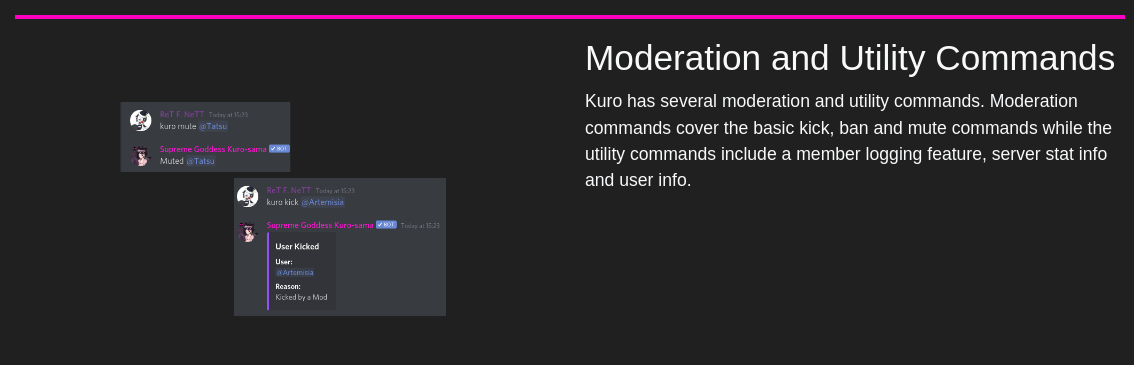 Moderation and Utility Commands
Kuro has several moderation and utility commands. Moderation
commands cover the basic kick, ban and mute commands while the
utility commands include a member logging feature, server stat info
and user info.
ReT F. NeTT Today at 15:23
kuro mute @Tatsu
Supreme Goddess Kuro-sama BOT
Muted @Tatsu
ReT F. NeTT Today at 15:23
kuro kick @Artemisia
Supreme Goddess Kuro-sama BOT Today at 15:23
User Kicked
User:
@Artemisia
Reason:
Kicked by a Mod